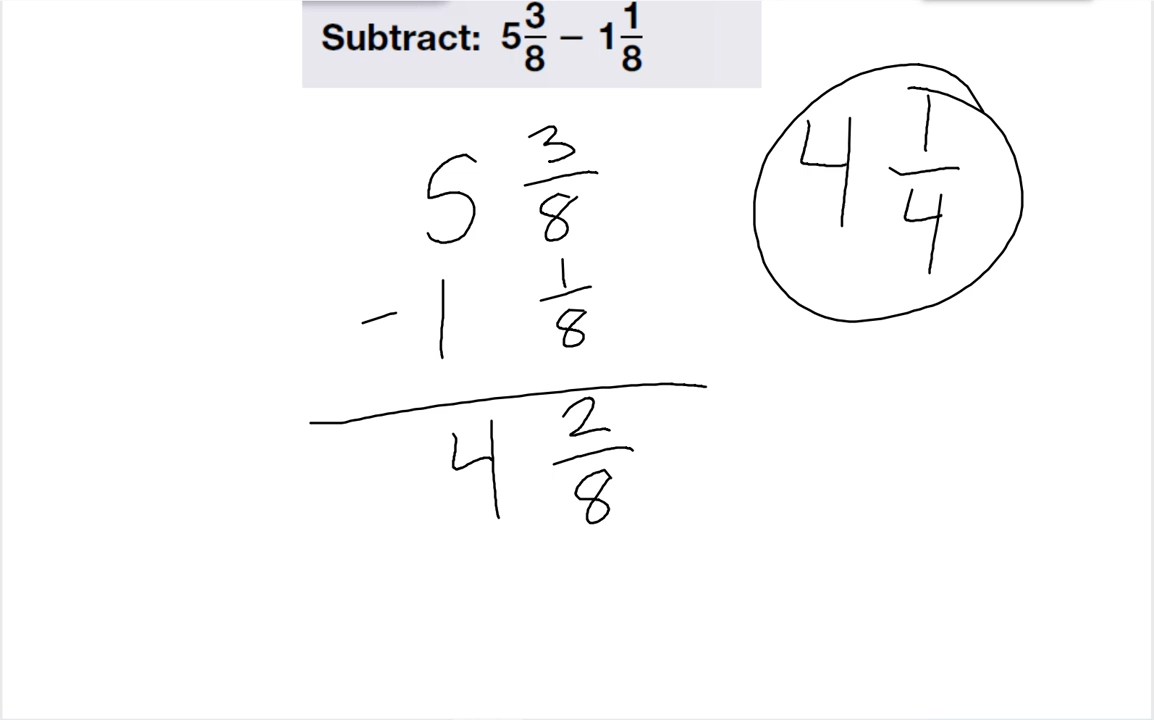 Subtract: 5 3/8 − 1 1/8
5 3/8
- 1 1/8
4 2/8
4 1/4